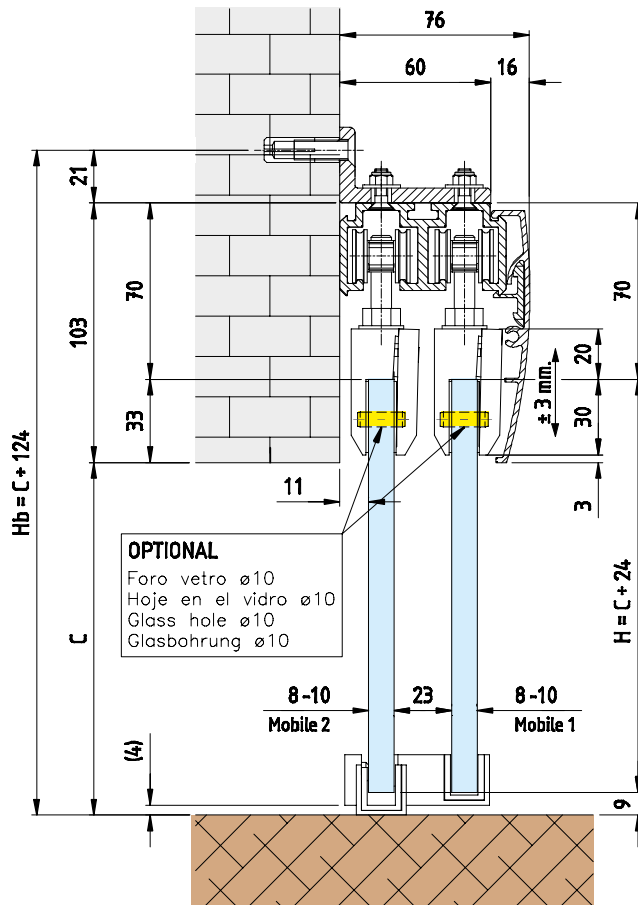 76
60
16
21
70
103
33
70
20
± 3 mm.
30
3
11
Hb = C + 124
OPTIONAL
Foro vetro ø10
Hoje en el vidro ø10
Glass hole ø10
Glasbohrung ø10
C
H = C + 24
8-10
23
8-10
Mobile 2
Mobile 1
(4)
9